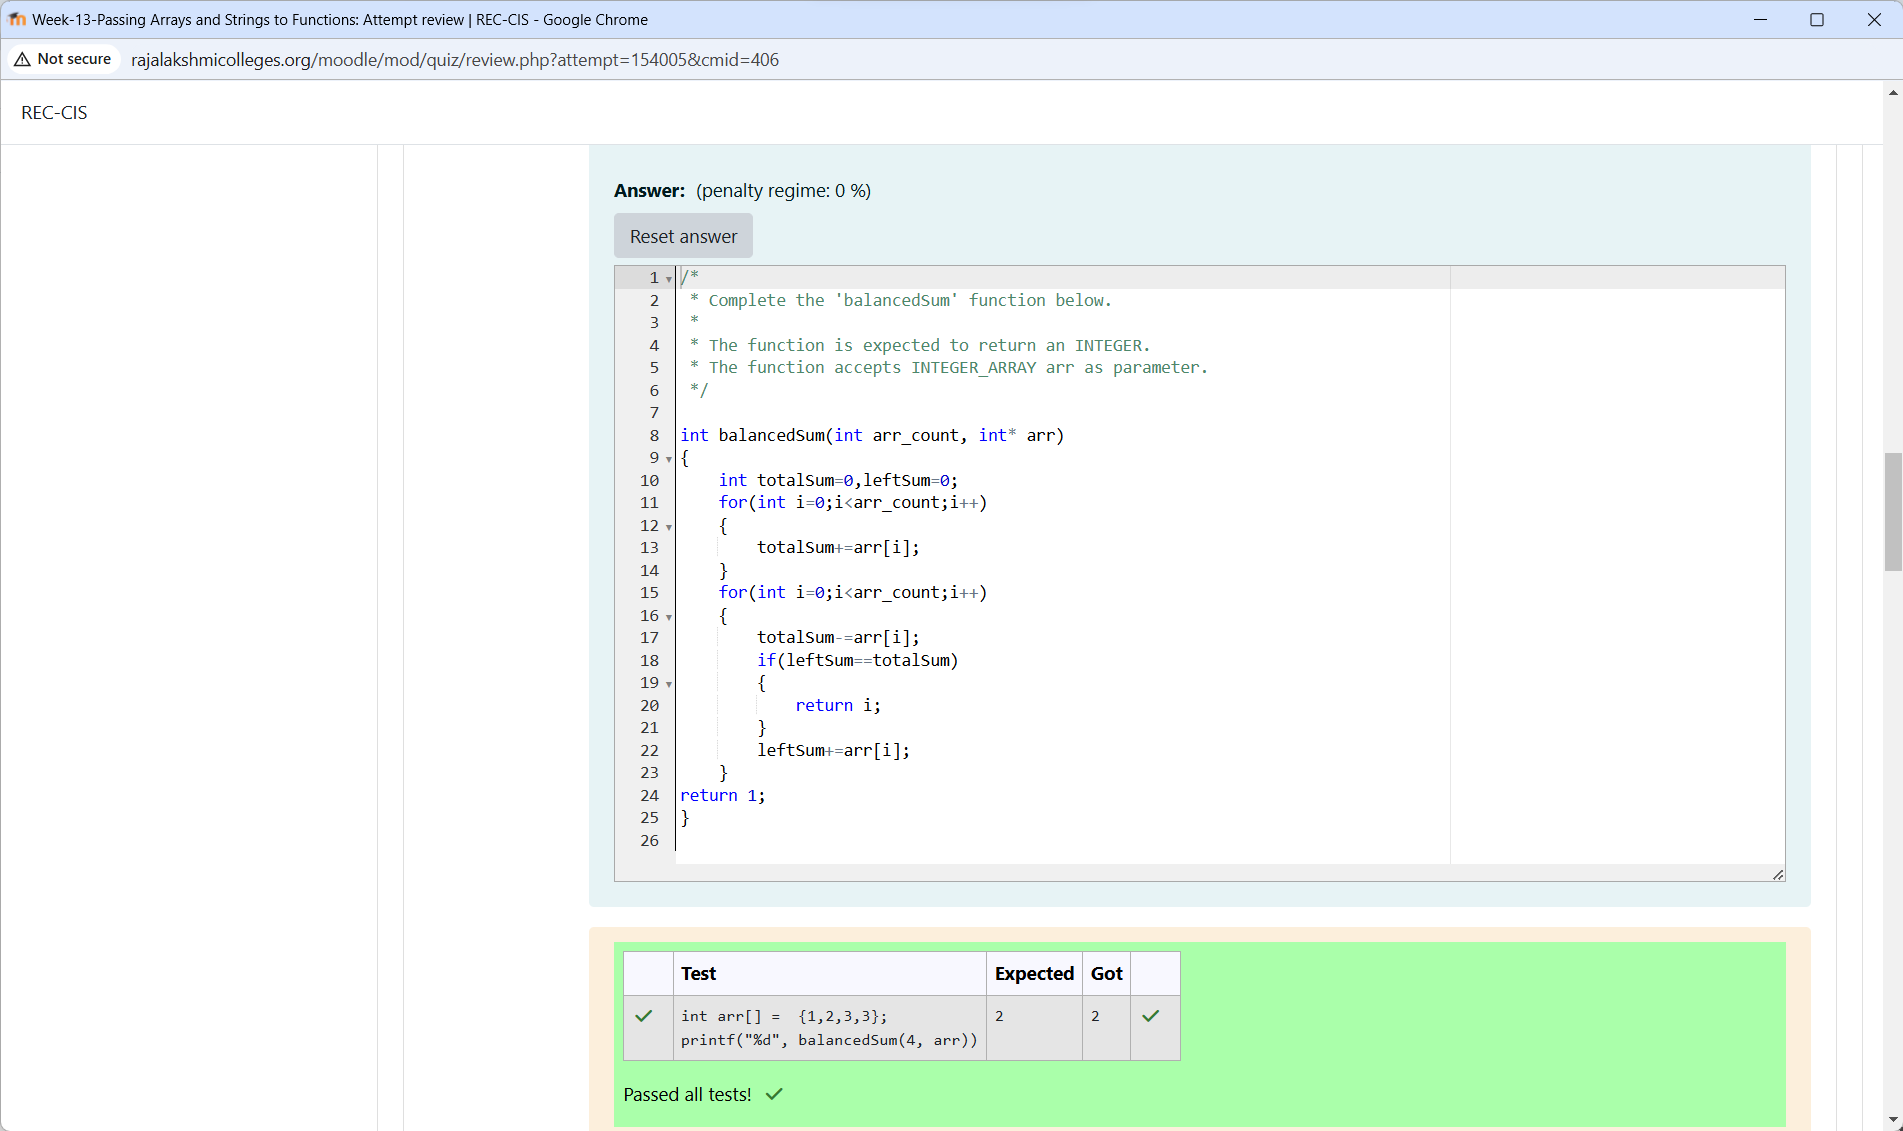 Week-13-Passing Arrays and Strings to Functions: Attempt review | REC-CIS - Google Chrome
Not secure rajalakshmicolleges.org/moodle/mod/quiz/review.php?attempt=154005&cmid=406
REC-CIS
Answer: (penalty regime: 0 %)
Reset answer
1 /*
2  * Complete the 'balancedSum' function below.
3  *
4  * The function is expected to return an INTEGER.
5  * The function accepts INTEGER_ARRAY arr as parameter.
6  */
7
8 int balancedSum(int arr_count, int* arr)
9 {
10     int totalSum=0,leftSum=0;
11     for(int i=0;i<arr_count;i++)
12     {
13         totalSum+=arr[i];
14     }
15     for(int i=0;i<arr_count;i++)
16     {
17         totalSum-=arr[i];
18         if(leftSum==totalSum)
19         {
20             return i;
21         }
22         leftSum+=arr[i];
23     }
24 return 1;
25 }
26
Test Expected Got
int arr[] =  {1,2,3,3}; 2 2
printf("%d", balancedSum(4, arr))
Passed all tests!